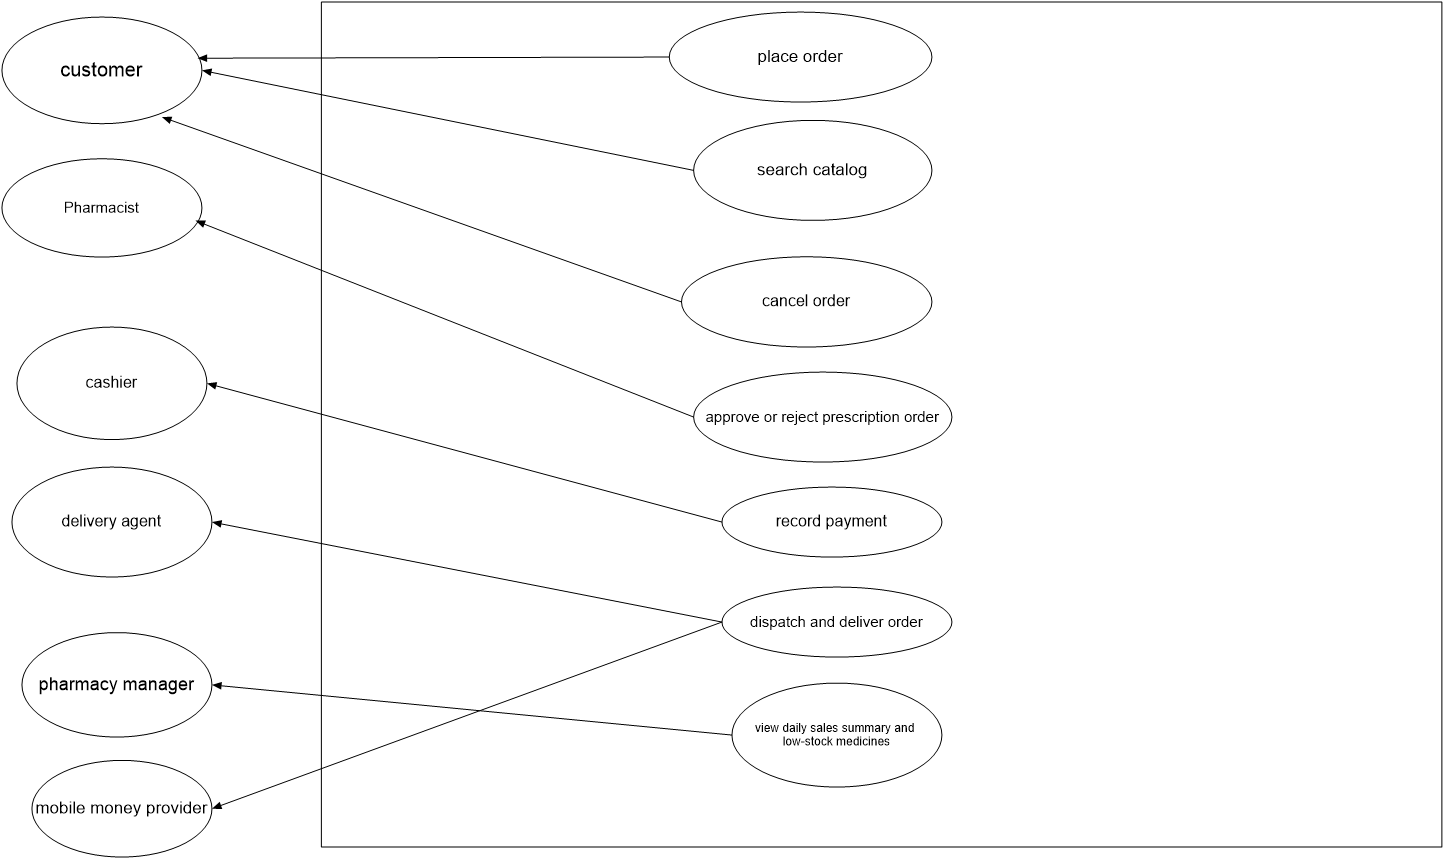 customer
Pharmacist
cashier
delivery agent
pharmacy manager
mobile money provider
place order
search catalog
cancel order
approve or reject prescription order
record payment
dispatch and deliver order
view daily sales summary and
low-stock medicines